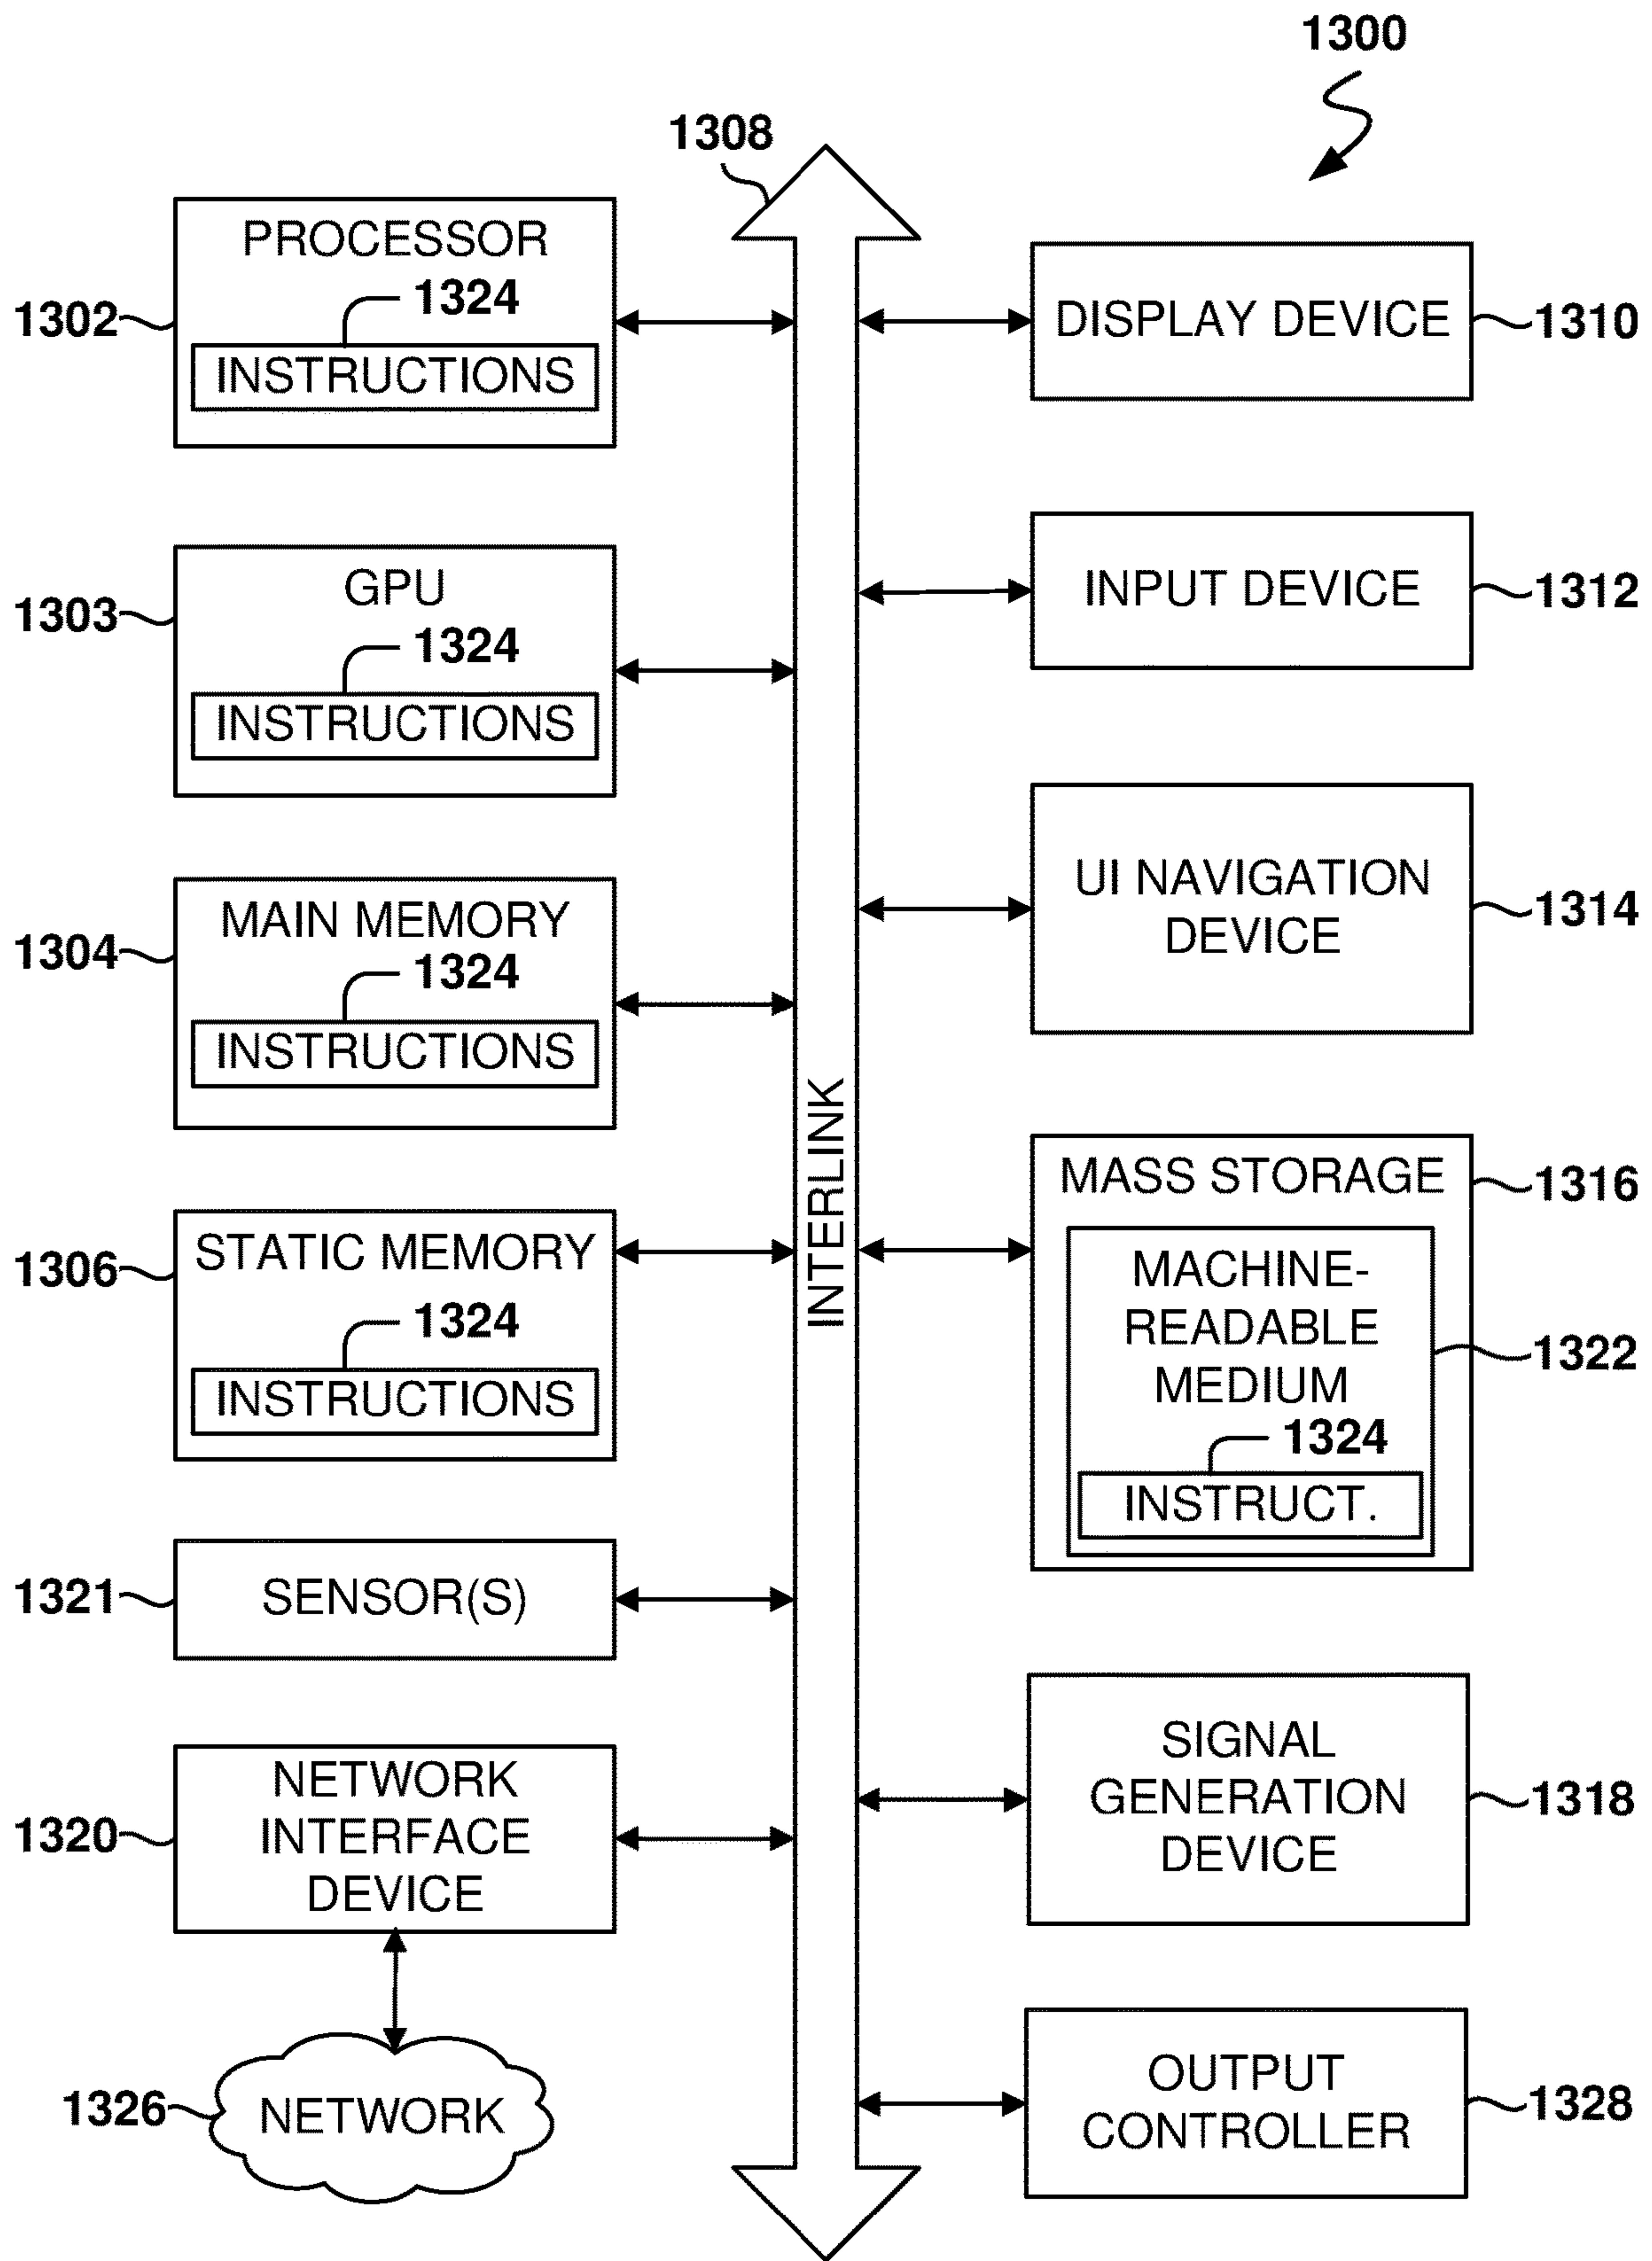 1300
1308
PROCESSOR
1324
1302
INSTRUCTIONS
GPU
1303
1324
INSTRUCTIONS
MAIN MEMORY
1304
1324
INSTRUCTIONS
STATIC MEMORY
1306
1324
INSTRUCTIONS
1321
SENSOR(S)
NETWORK
1320
INTERFACE
DEVICE
1326
NETWORK
INTERLINK
DISPLAY DEVICE
1310
INPUT DEVICE
1312
UI NAVIGATION
DEVICE
1314
MASS STORAGE
1316
MACHINE-
READABLE
MEDIUM
1322
1324
INSTRUCT.
SIGNAL
GENERATION
DEVICE
1318
OUTPUT
CONTROLLER
1328